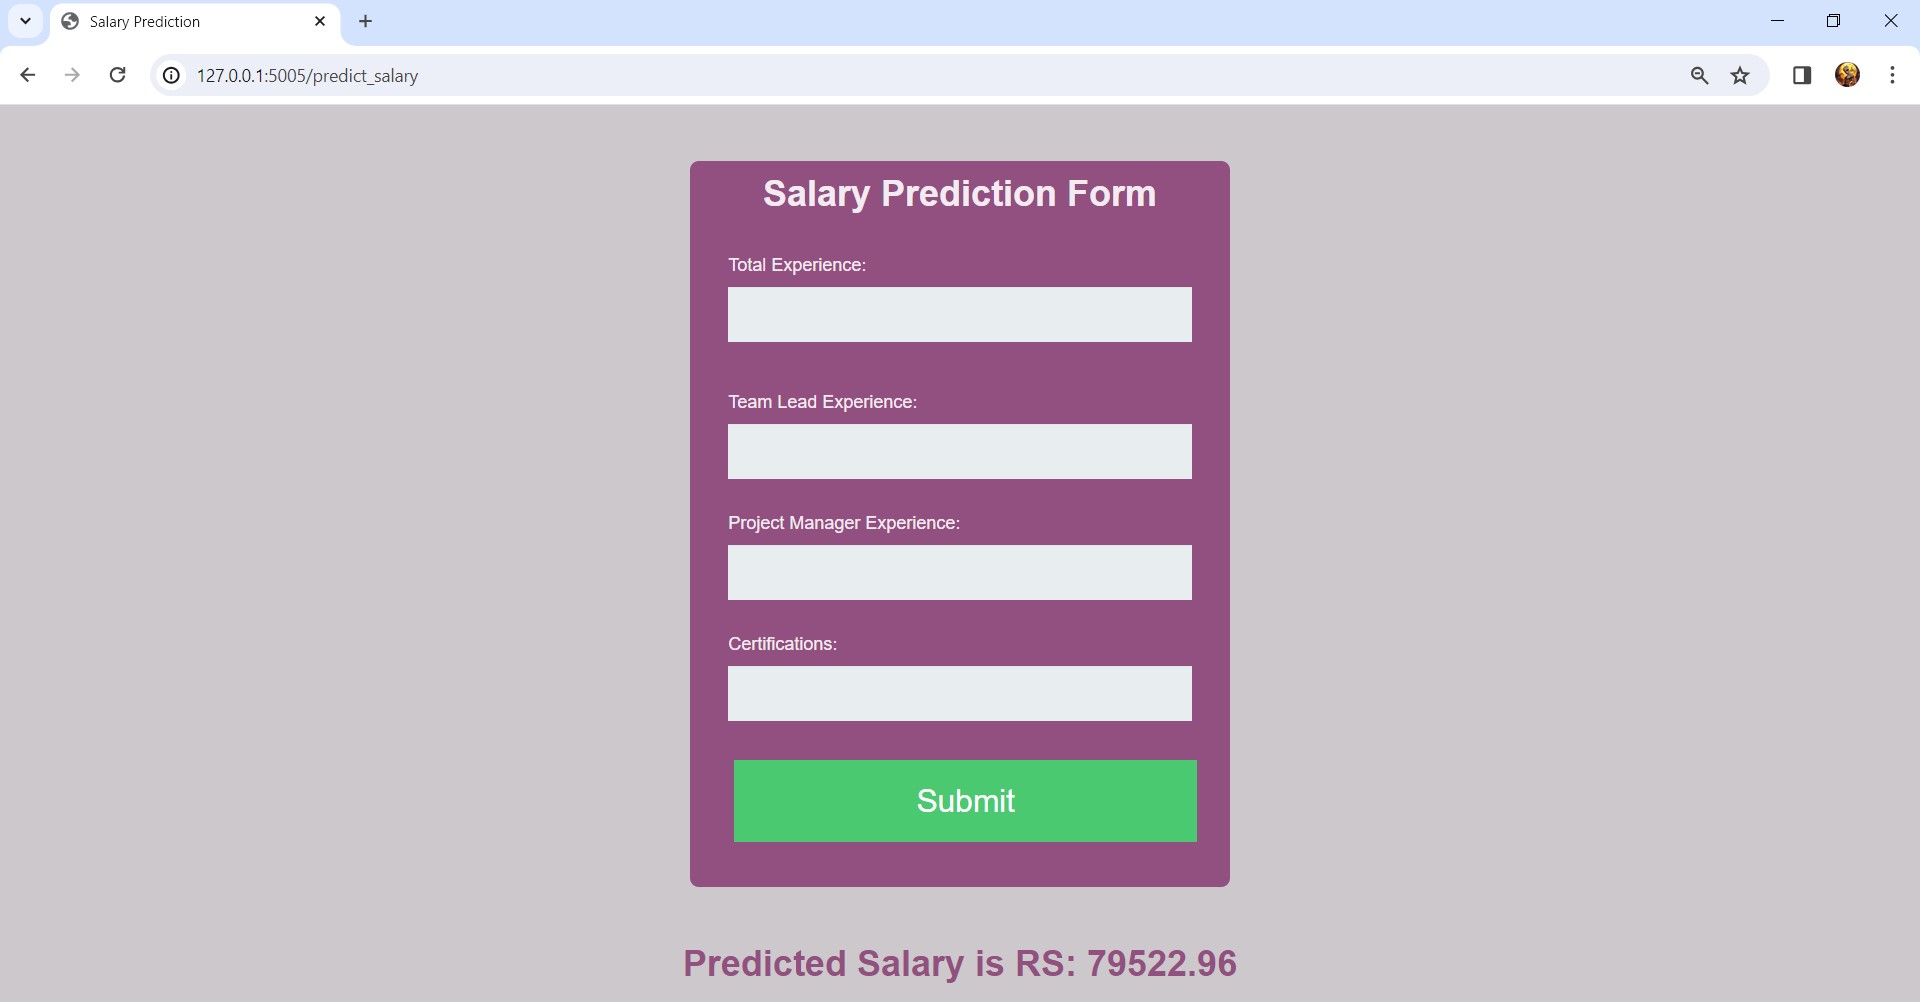 Salary Prediction
127.0.0.1:5005/predict_salary
Salary Prediction Form
Total Experience:
Team Lead Experience:
Project Manager Experience:
Certifications:
Submit
Predicted Salary is RS: 79522.96